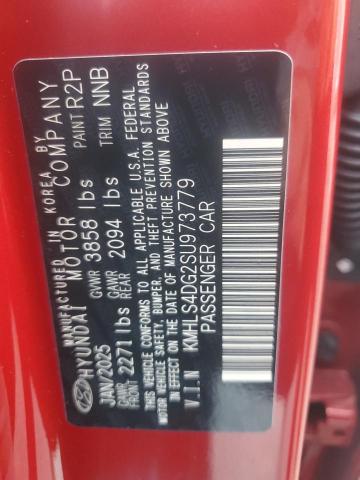 MANUFACTURED IN KOREA BY
HYUNDAI MOTOR COMPANY
JAN/2025 GVWR 3858 lbs PAINT R2P
GAWR FRONT 2271 lbs GAWR REAR 2094 lbs TRIM NNB
THIS VEHICLE CONFORMS TO ALL APPLICABLE U.S.A. FEDERAL
MOTOR VEHICLE SAFETY, BUMPER, AND THEFT PREVENTION STANDARDS
IN EFFECT ON THE DATE OF MANUFACTURE SHOWN ABOVE
V.I.N KMHLS4DG2SU973779
PASSENGER CAR